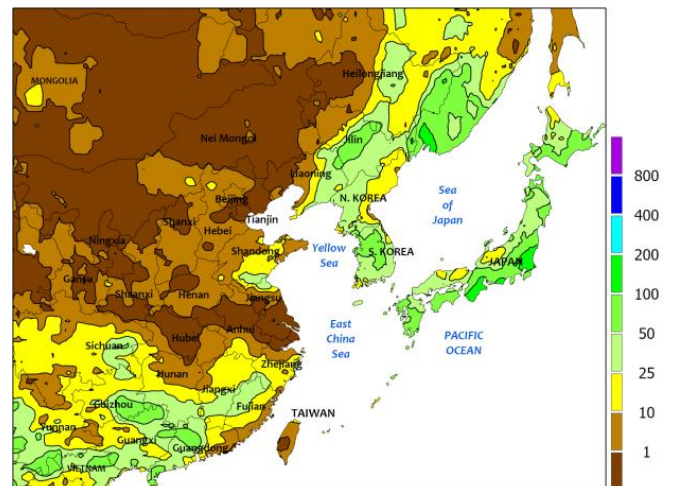 MONGOLIA
Heilongjiang
Nei Mongol
Jilin
Liaoning
Beijing
N. KOREA
Sea
of
Japan
Tianjin
Shanxi
Hebei
Ningxia
Shandong
Yellow
Sea
S. KOREA
JAPAN
Gansu
Shaanxi
Henan
Jiangsu
Anhui
Hubei
East
China
Sea
PACIFIC
OCEAN
Sichuan
Zhejiang
Hunan
Jiangxi
Guizhou
Fujian
TAIWAN
Yunnan
Guangxi
Guangdong
VIETNAM
800
400
200
100
50
25
10
1